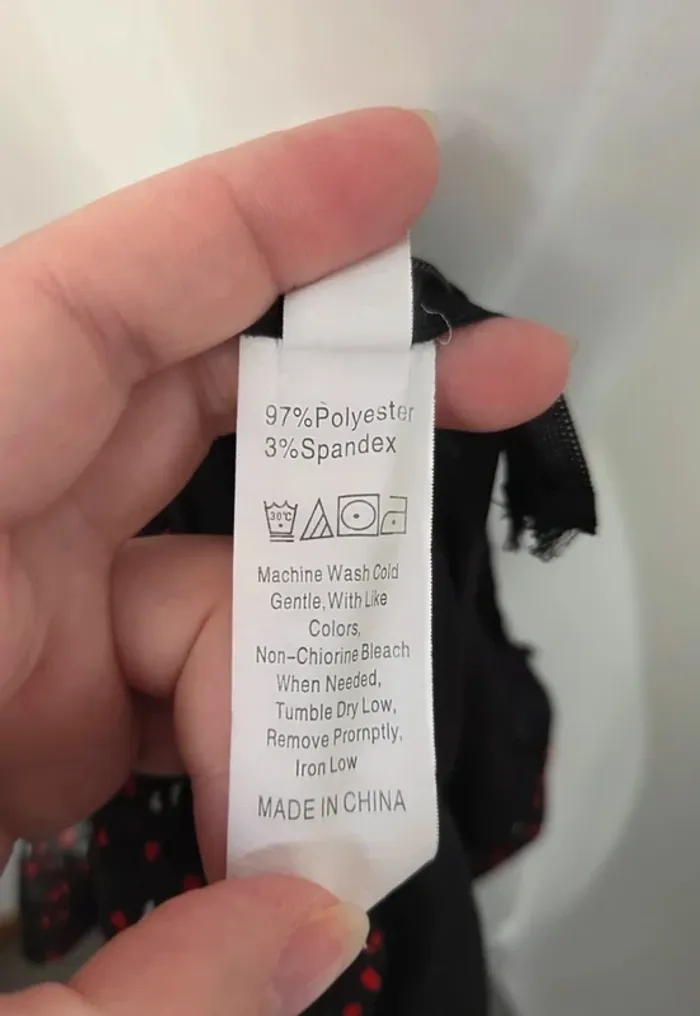 97%Polyester
3%Spandex
30℃
Machine Wash Cold
Gentle, With Like
Colors,
Non-Chiorine Bleach
When Needed,
Tumble Dry Low,
Remove Prornptly,
Iron Low
MADE IN CHINA